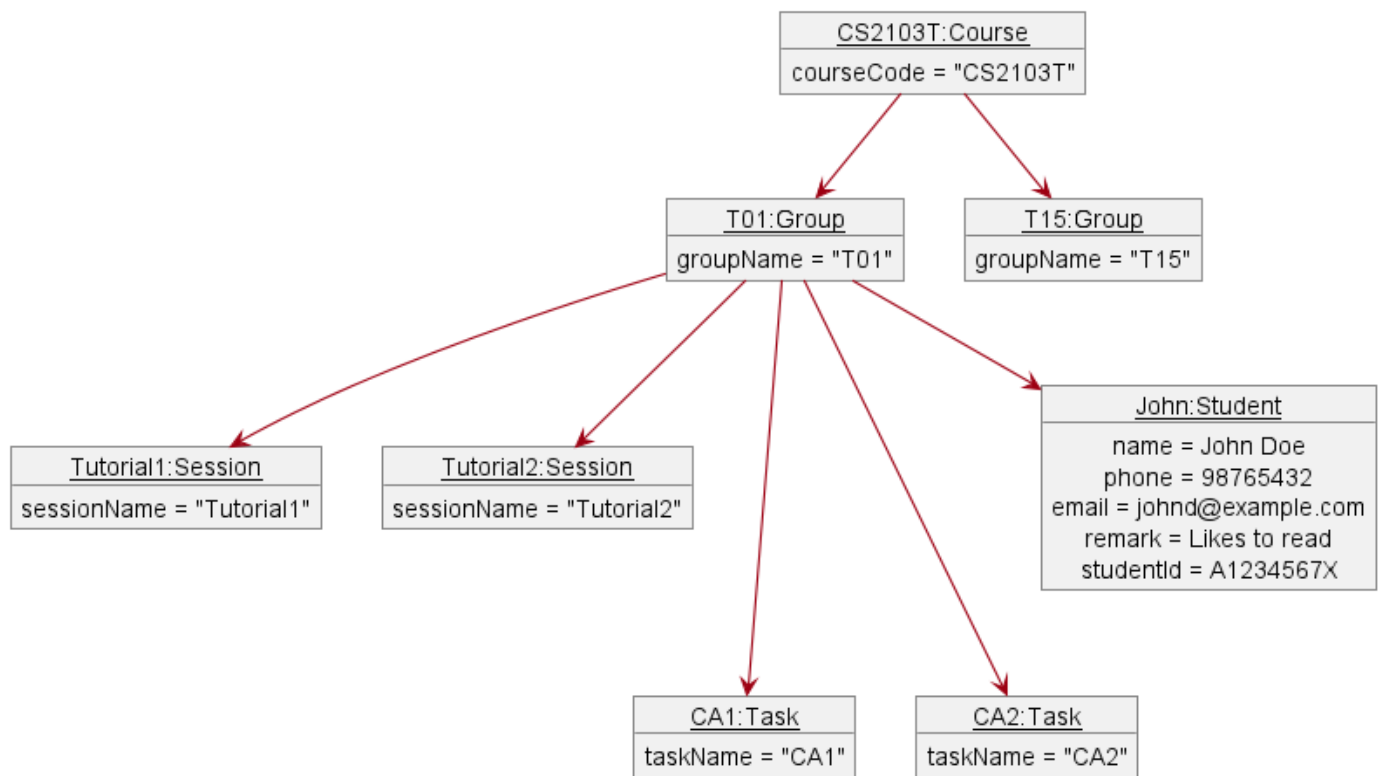 CS2103T:Course
courseCode = "CS2103T"
T01:Group
groupName = "T01"
T15:Group
groupName = "T15"
Tutorial1:Session
sessionName = "Tutorial1"
Tutorial2:Session
sessionName = "Tutorial2"
John:Student
name = John Doe
phone = 98765432
email = johnd@example.com
remark = Likes to read
studentId = A1234567X
CA1:Task
taskName = "CA1"
CA2:Task
taskName = "CA2"